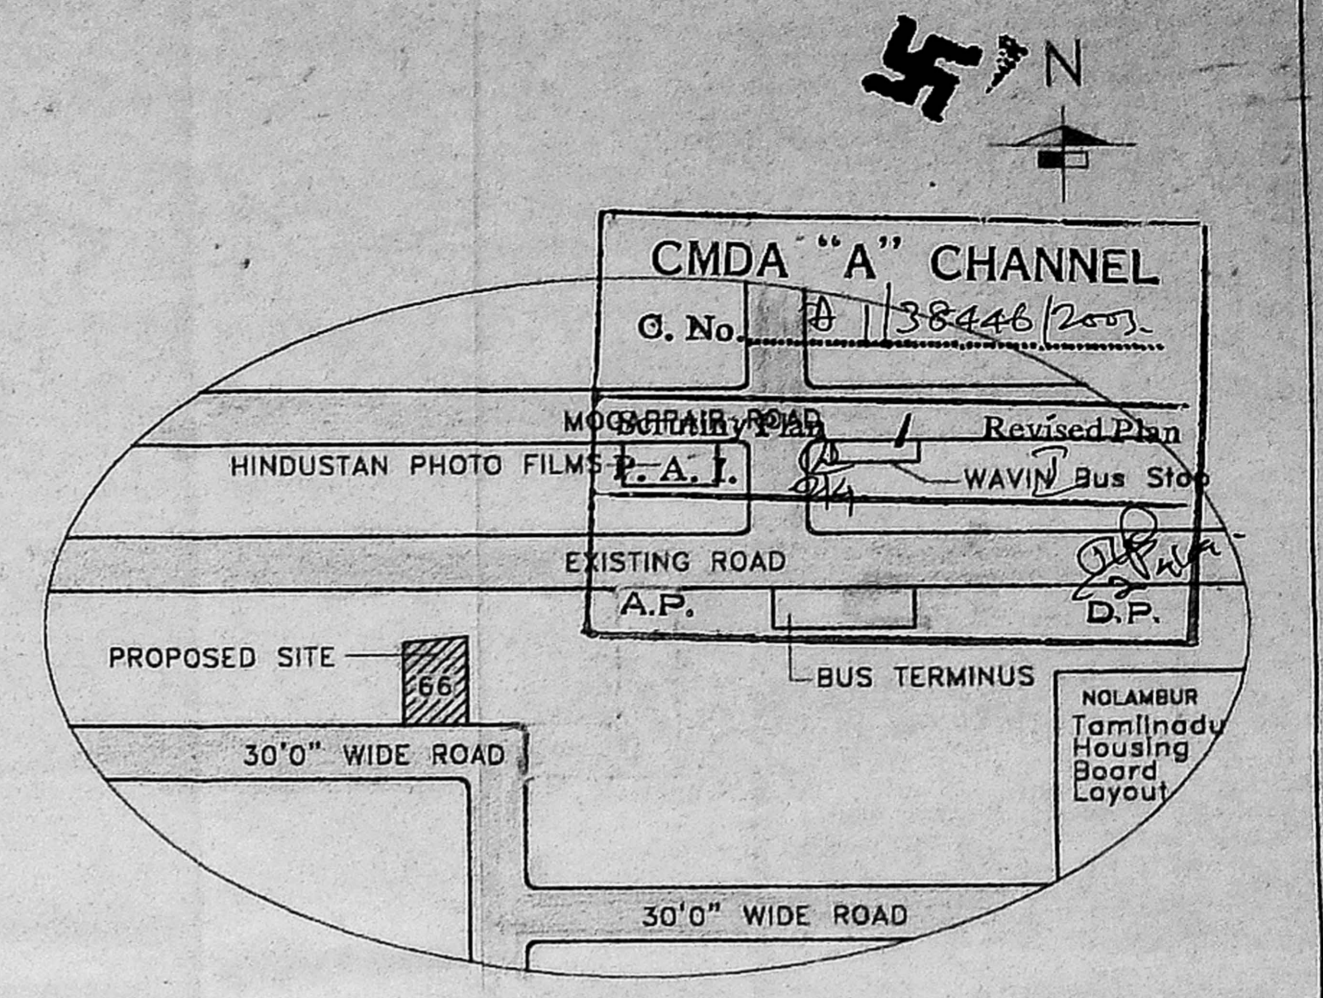 N
CMDA "A" CHANNEL
C. No. A1/38446/2003.
MOGAPPAIR ROAD
Scrutiny Plan
Revised Plan
HINDUSTAN PHOTO FILMS
P. A. I.
WAVIN Bus Stop
EXISTING ROAD
A.P.
D.P.
PROPOSED SITE
66
BUS TERMINUS
NOLAMBUR
Tamilnadu
Housing
Board
Layout
30'0" WIDE ROAD
30'0" WIDE ROAD